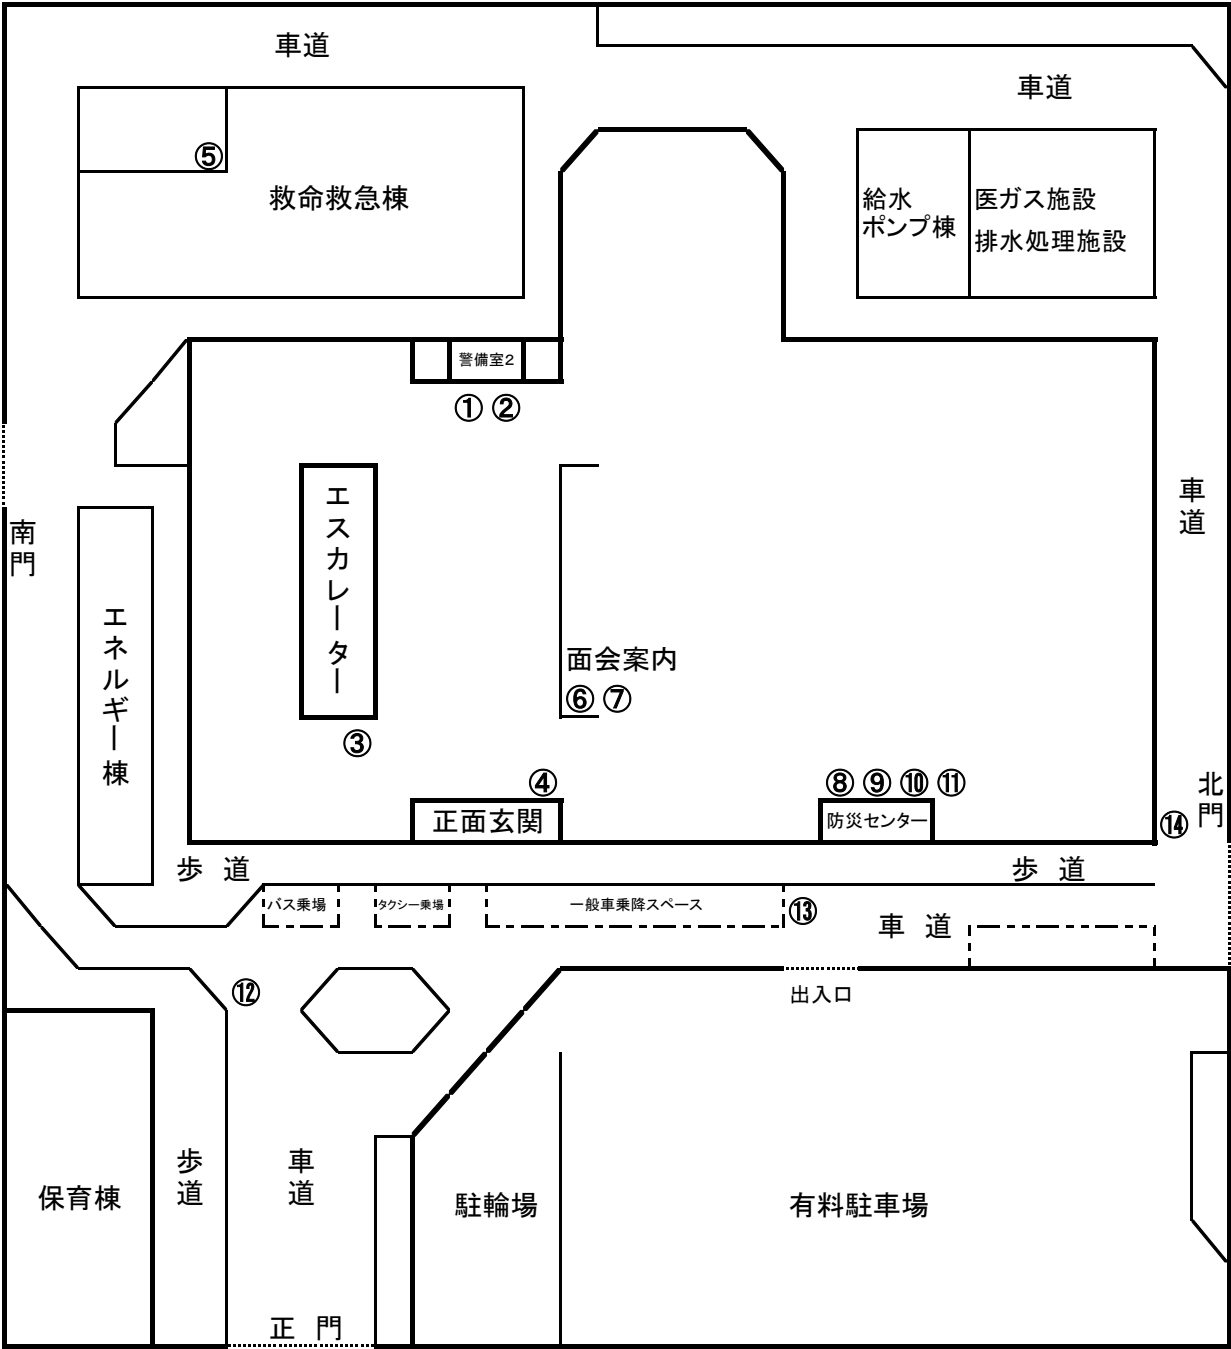 車道
車道
⑤
救命救急棟
給水
ポンプ棟
医ガス施設
排水処理施設
警備室2
① ②
エスカレーター
車道
南門
エネルギー棟
面会案内
⑥ ⑦
③
④
正面玄関
⑧ ⑨ ⑩ ⑪
防災センター
北門
⑭
歩 道
歩 道
バス乗場
タクシー乗場
一般車乗降スペース
⑬
車 道
⑫
出入口
歩道
車道
保育棟
駐輪場
有料駐車場
正 門